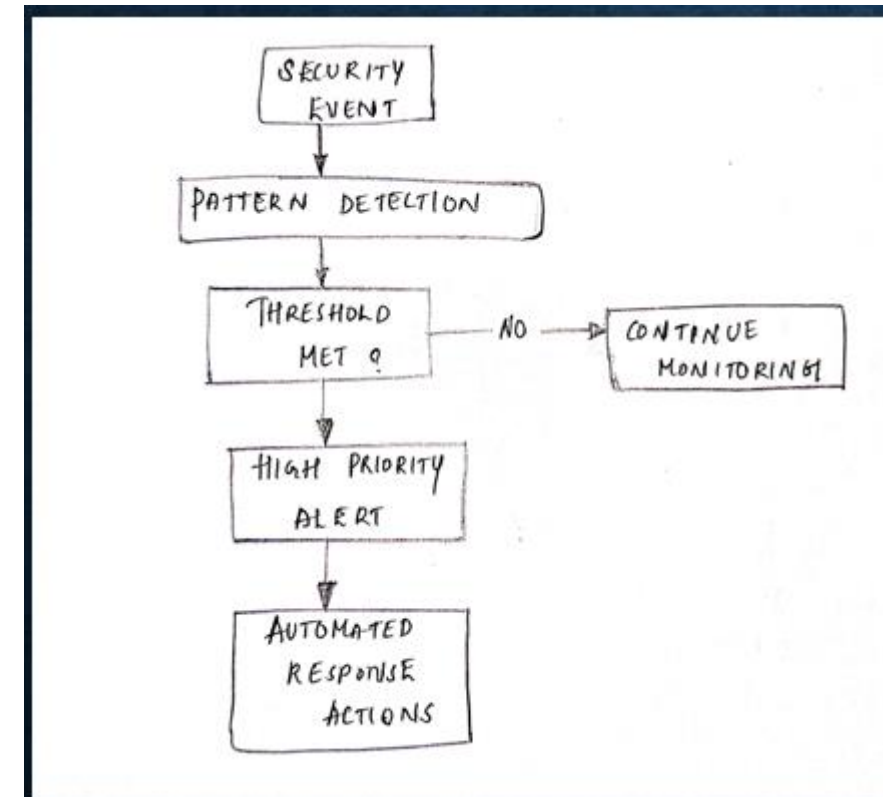 SECURITY
EVENT
PATTERN DETECTION
THRESHOLD
MET ?
NO
CONTINUE
MONITORING
HIGH PRIORITY
ALERT
AUTOMATED
RESPONSE
ACTIONS